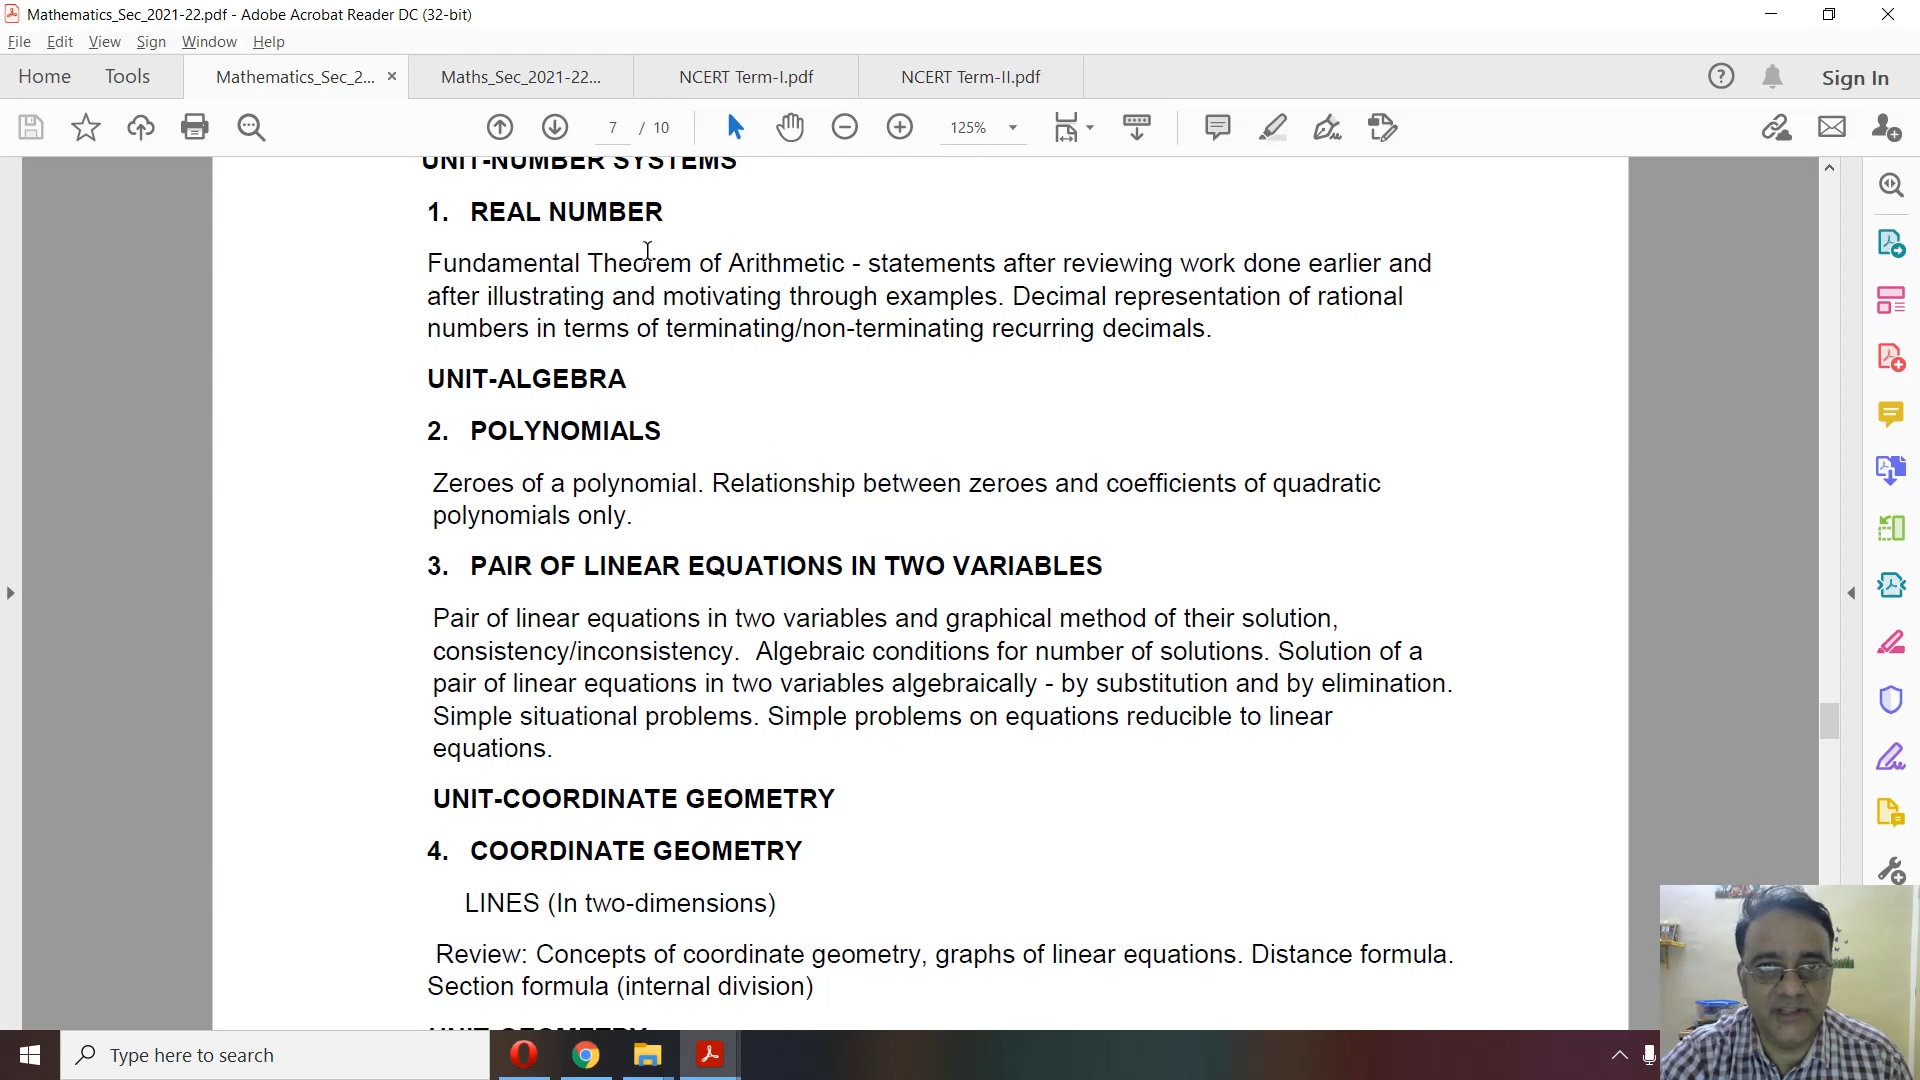 Mathematics_Sec_2021-22.pdf - Adobe Acrobat Reader DC (32-bit)
File Edit View Sign Window Help
Home Tools Mathematics_Sec_2... × Maths_Sec_2021-22... NCERT Term-I.pdf NCERT Term-II.pdf Sign In
7 / 10 125%
UNIT-NUMBER SYSTEMS
1. REAL NUMBER
Fundamental Theorem of Arithmetic - statements after reviewing work done earlier and
after illustrating and motivating through examples. Decimal representation of rational
numbers in terms of terminating/non-terminating recurring decimals.
UNIT-ALGEBRA
2. POLYNOMIALS
Zeroes of a polynomial. Relationship between zeroes and coefficients of quadratic
polynomials only.
3. PAIR OF LINEAR EQUATIONS IN TWO VARIABLES
Pair of linear equations in two variables and graphical method of their solution,
consistency/inconsistency. Algebraic conditions for number of solutions. Solution of a
pair of linear equations in two variables algebraically - by substitution and by elimination.
Simple situational problems. Simple problems on equations reducible to linear
equations.
UNIT-COORDINATE GEOMETRY
4. COORDINATE GEOMETRY
LINES (In two-dimensions)
Review: Concepts of coordinate geometry, graphs of linear equations. Distance formula.
Section formula (internal division)
UNIT-GEOMETRY
Type here to search